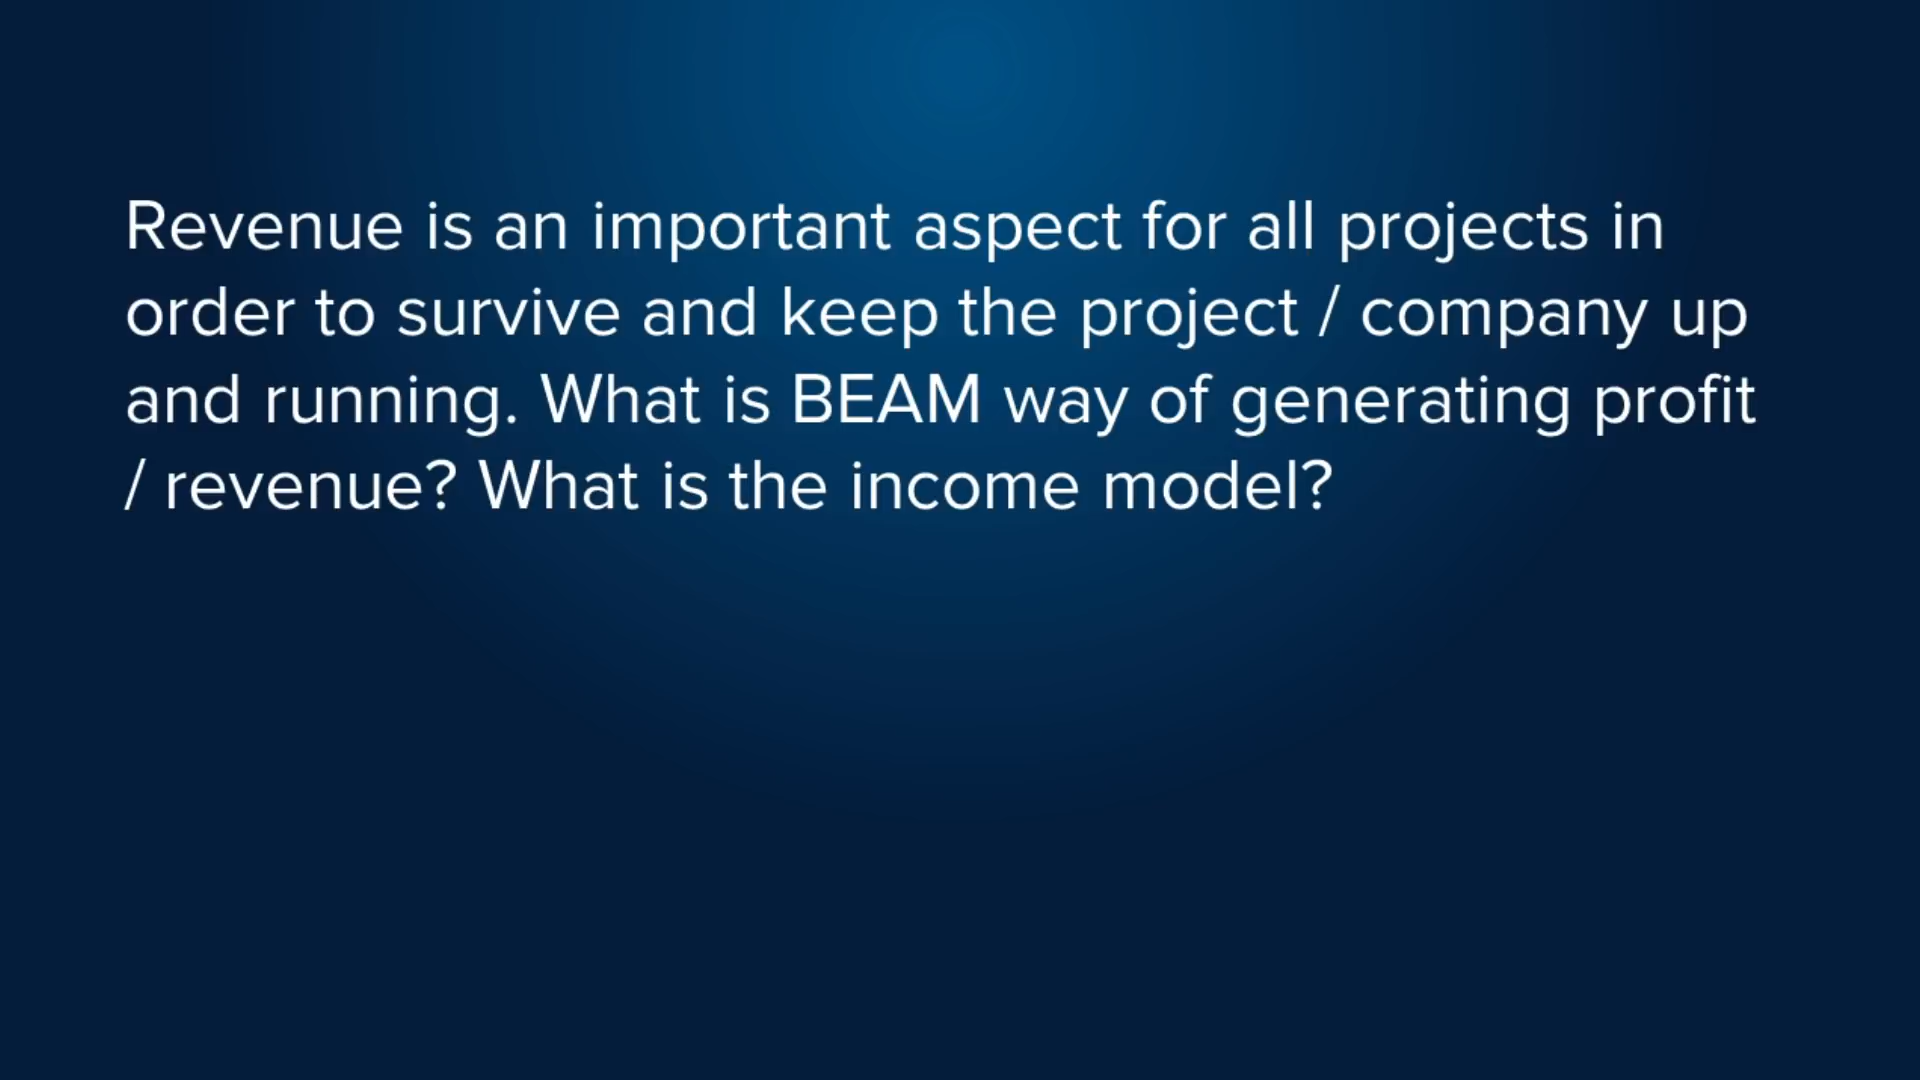 Revenue is an important aspect for all projects in
order to survive and keep the project / company up
and running. What is BEAM way of generating profit
/ revenue? What is the income model?